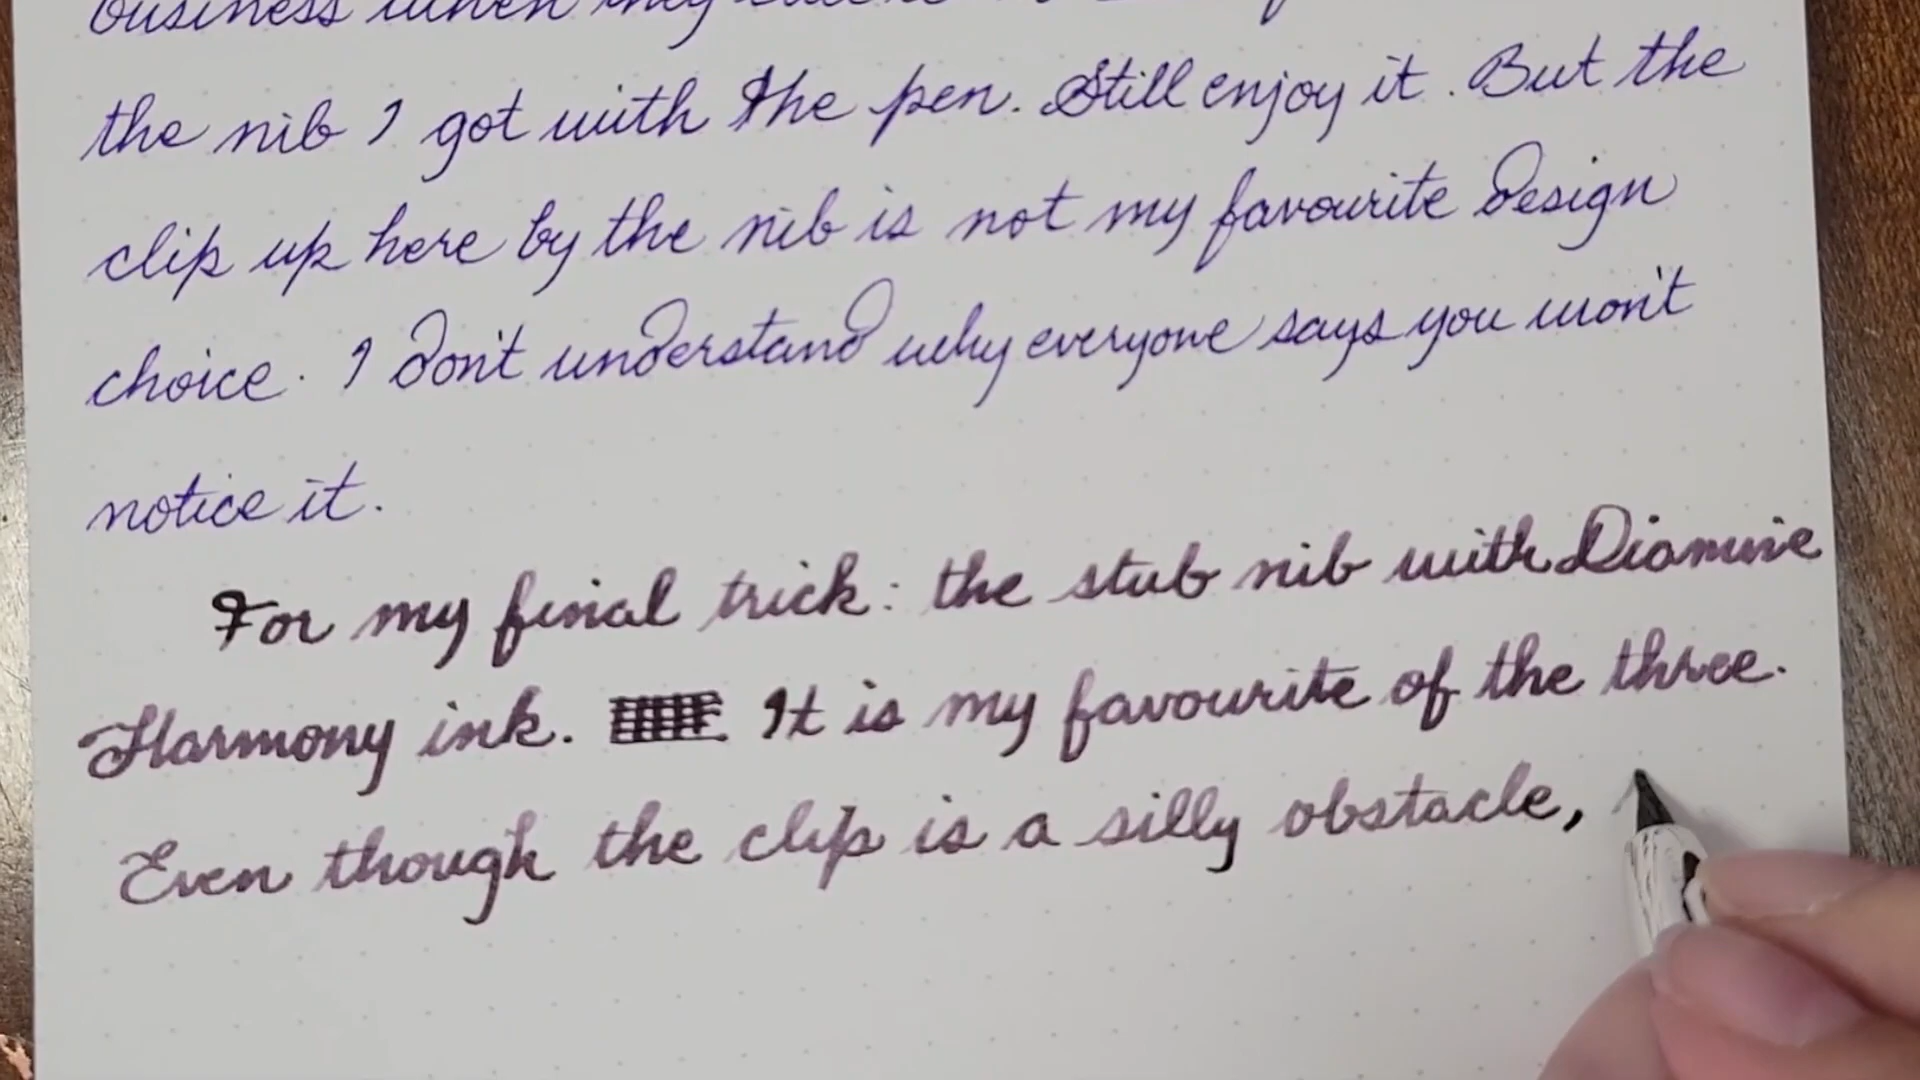 business when they
the nib I got with the pen. Still enjoy it. But the
clip up here by the nib is not my favourite design
choice. I don't understand why everyone says you won't
notice it.
For my final trick: the stub nib with Diamine
Harmony ink. It is my favourite of the three.
Even though the clip is a silly obstacle,